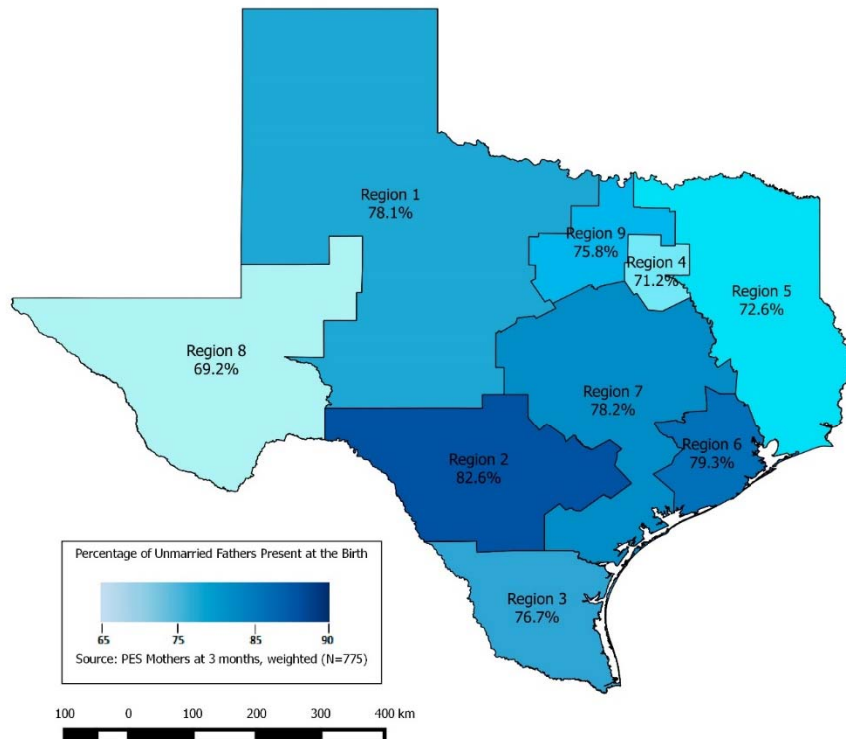 Region 1
78.1%
Region 9
75.8%
Region 4
71.2%
Region 5
72.6%
Region 8
69.2%
Region 7
78.2%
Region 6
79.3%
Region 2
82.6%
Region 3
76.7%
Percentage of Unmarried Fathers Present at the Birth
65 75 85 90
Source: PES Mothers at 3 months, weighted (N=775)
100 0 100 200 300 400 km